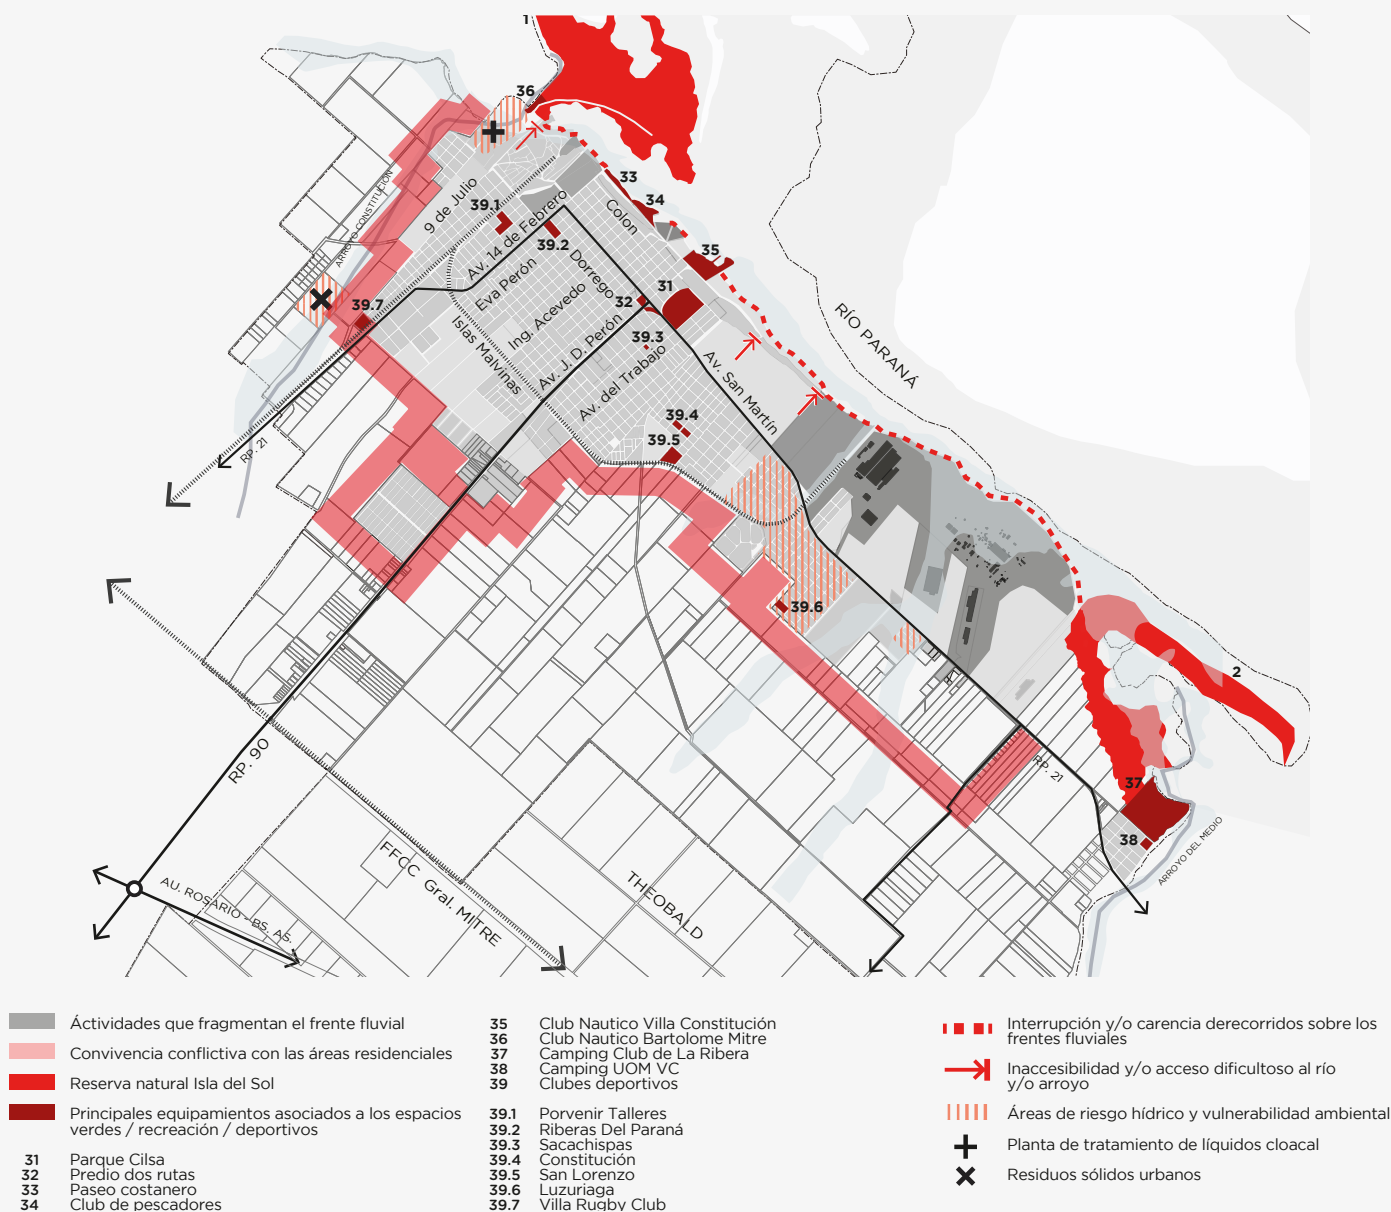 1
36
33
34
35
9 de Julio
39.1
Av. 14 de Febrero
39.2
Colon
Dorrego
Eva Perón
Ing. Acevedo
Islas Malvinas
31
32
39.3
Av. J. D. Perón
Av. del Trabajo
Av. San Martín
RÍO PARANÁ
ARROYO CONSTITUCIÓN
39.7
RP. 21
39.4
39.5
39.6
2
37
38
RP. 21
ARROYO DEL MEDIO
RP. 90
AU. ROSARIO - BS. AS.
FFCC Gral. MITRE
THEOBALD
Áctividades que fragmentan el frente fluvial
Convivencia conflictiva con las áreas residenciales
Reserva natural Isla del Sol
Principales equipamientos asociados a los espacios
verdes / recreación / deportivos
31 Parque Cilsa
32 Predio dos rutas
33 Paseo costanero
34 Club de pescadores
35 Club Nautico Villa Constitución
36 Club Nautico Bartolome Mitre
37 Camping Club de La Ribera
38 Camping UOM VC
39 Clubes deportivos
39.1 Porvenir Talleres
39.2 Riberas Del Paraná
39.3 Sacachispas
39.4 Constitución
39.5 San Lorenzo
39.6 Luzuriaga
39.7 Villa Rugby Club
Interrupción y/o carencia derecorridos sobre los
frentes fluviales
Inaccesibilidad y/o acceso dificultoso al río
y/o arroyo
Áreas de riesgo hídrico y vulnerabilidad ambiental
Planta de tratamiento de líquidos cloacal
Residuos sólidos urbanos